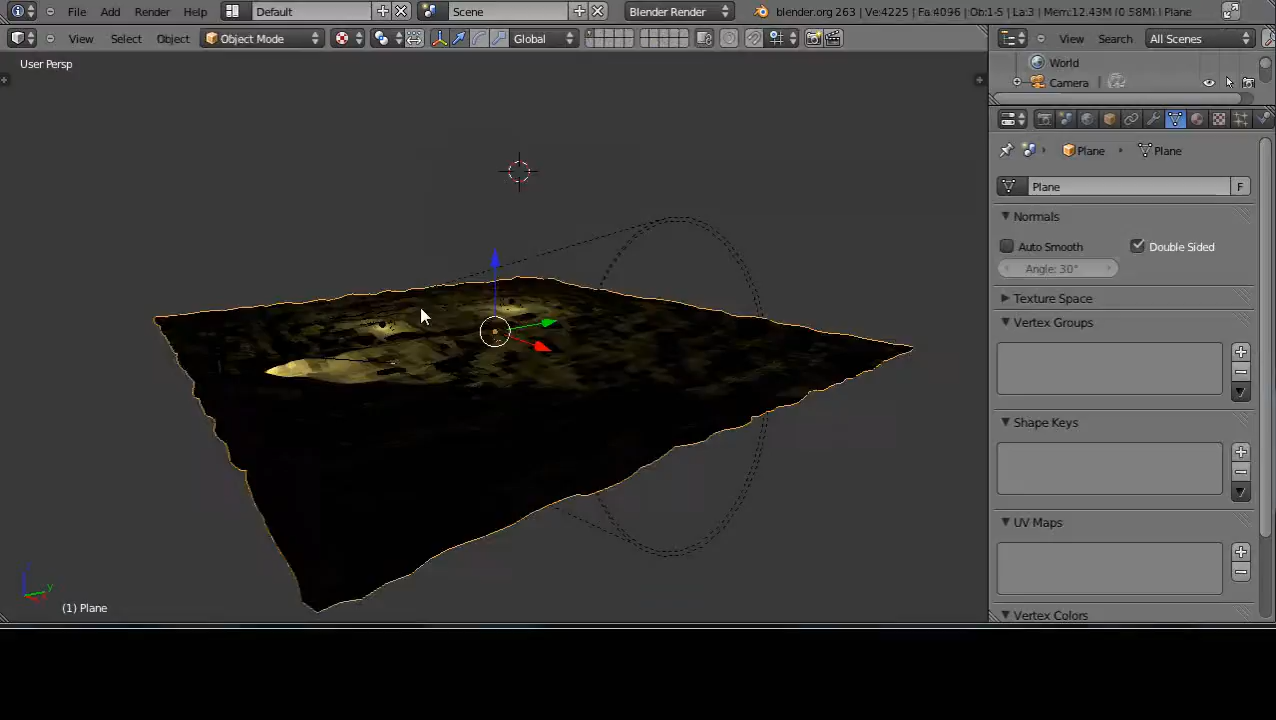 File Add Render Help Default Scene Blender Render blender.org 263 | Ve:4225 | Fa:4096 | Ob:1-5 | La:3 | Mem:12.43M (0.58M) | Plane
View Select Object Object Mode Global View Search All Scenes
User Persp
World
Camera
Plane Plane
Plane F
Normals
Auto Smooth Double Sided
Angle: 30°
Texture Space
Vertex Groups
Shape Keys
UV Maps
y
(1) Plane
Vertex Colors